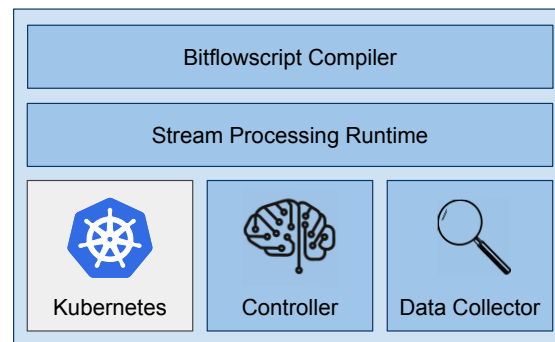 Bitflowscript Compiler
Stream Processing Runtime
Kubernetes
Controller
Data Collector